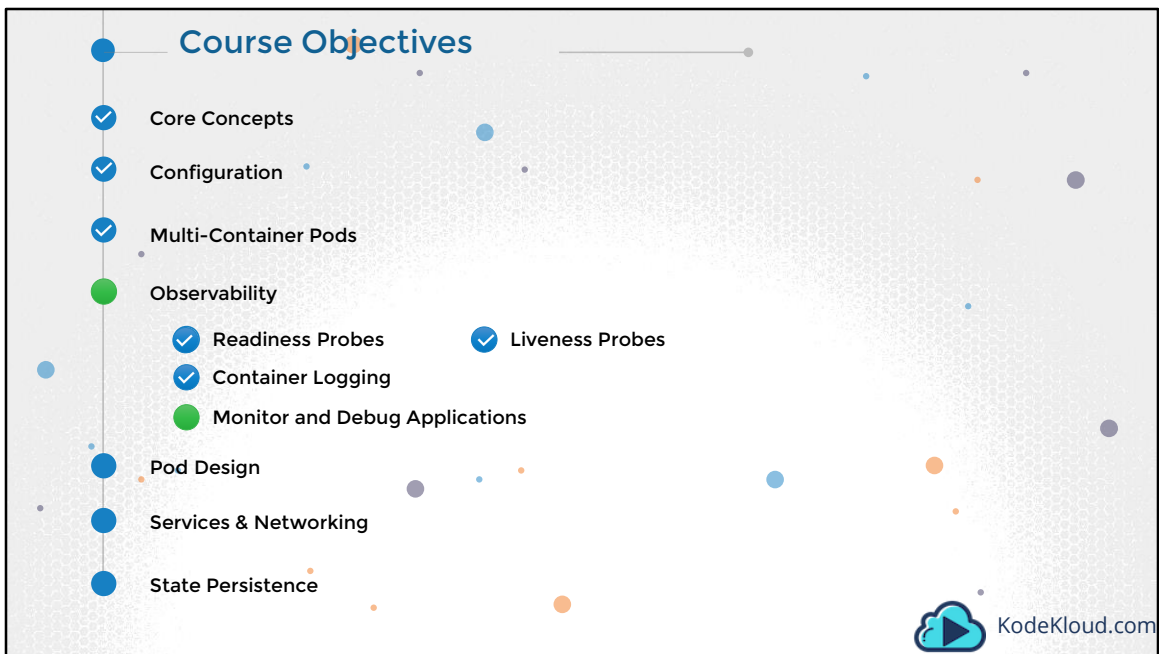 Course Objectives
Core Concepts
Configuration
Multi-Container Pods
Observability
Readiness Probes Liveness Probes
Container Logging
Monitor and Debug Applications
Pod Design
Services & Networking
State Persistence
KodeKloud.com